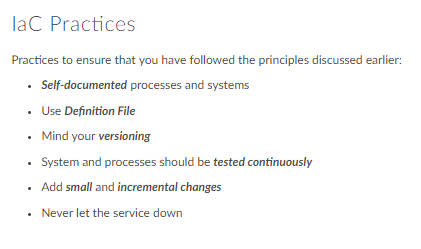 IaC Practices
Practices to ensure that you have followed the principles discussed earlier:
• Self-documented processes and systems
• Use Definition File
• Mind your versioning
• System and processes should be tested continuously
• Add small and incremental changes
• Never let the service down